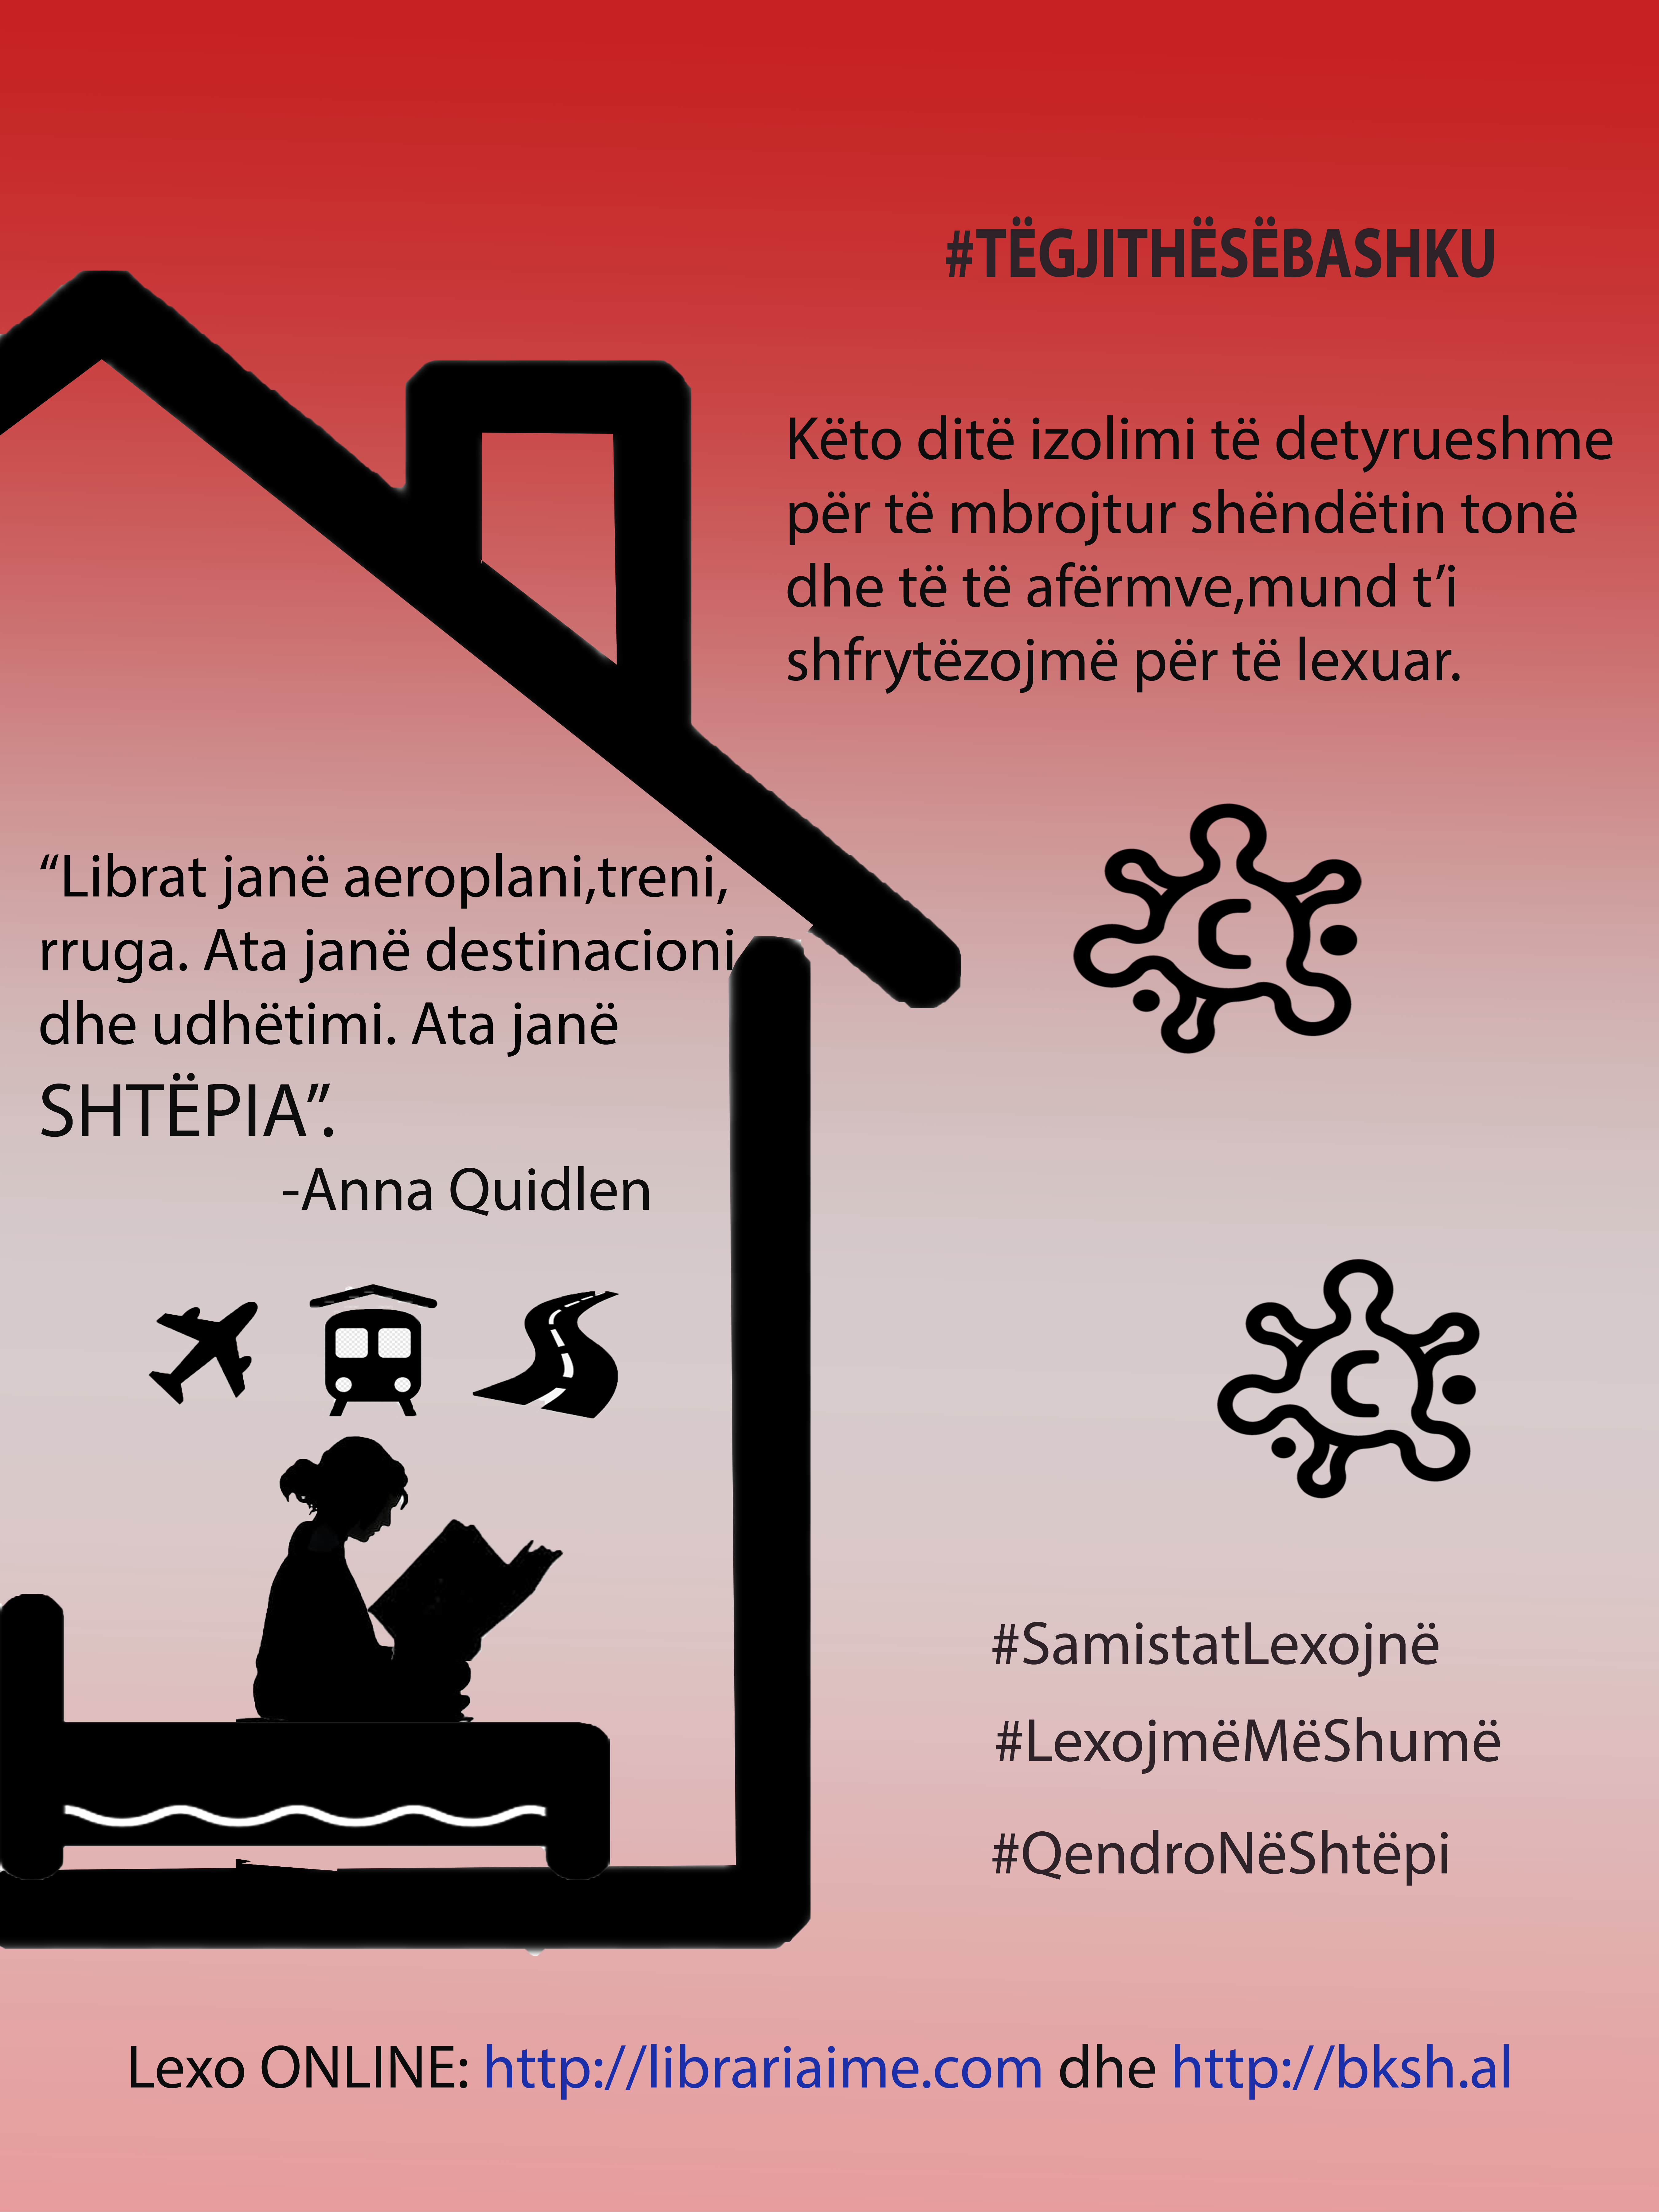 #TËGJITHËSËBASHKU
Këto ditë izolimi të detyrueshme
për të mbrojtur shëndëtin tonë
dhe të të afërmve,mund t’i
shfrytëzojmë për të lexuar.
“Librat janë aeroplani,treni,
rruga. Ata janë destinacioni
dhe udhëtimi. Ata janë
SHTËPIA”.
-Anna Quidlen
#SamistatLexojnë
#LexojmëMëShumë
#QendroNëShtëpi
Lexo ONLINE: http://librariaime.com dhe http://bksh.al